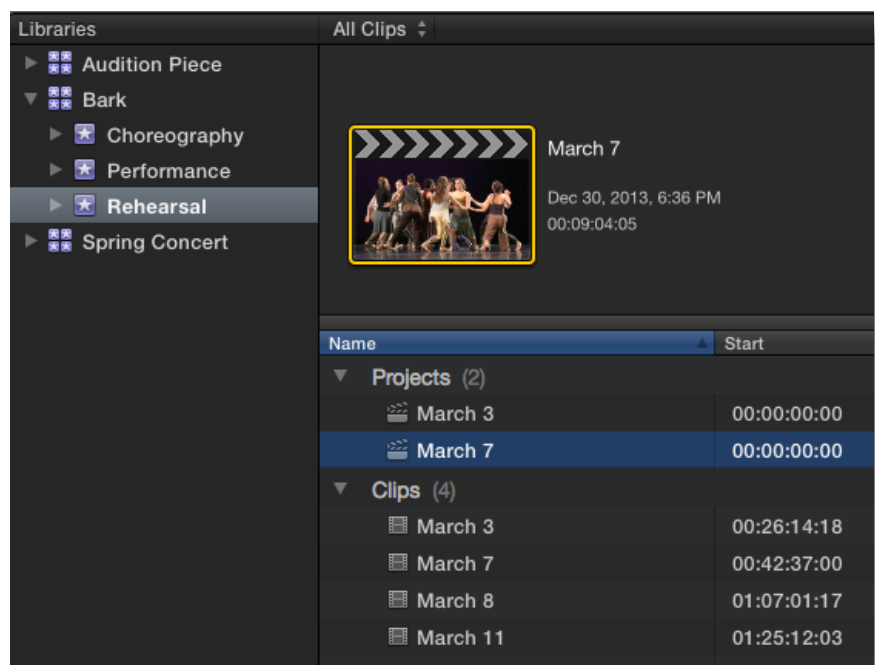 Libraries
All Clips
Audition Piece
Bark
Choreography
Performance
Rehearsal
Spring Concert
March 7
Dec 30, 2013, 6:36 PM
00:09:04:05
Name Start
Projects (2)
March 3 00:00:00:00
March 7 00:00:00:00
Clips (4)
March 3 00:26:14:18
March 7 00:42:37:00
March 8 01:07:01:17
March 11 01:25:12:03